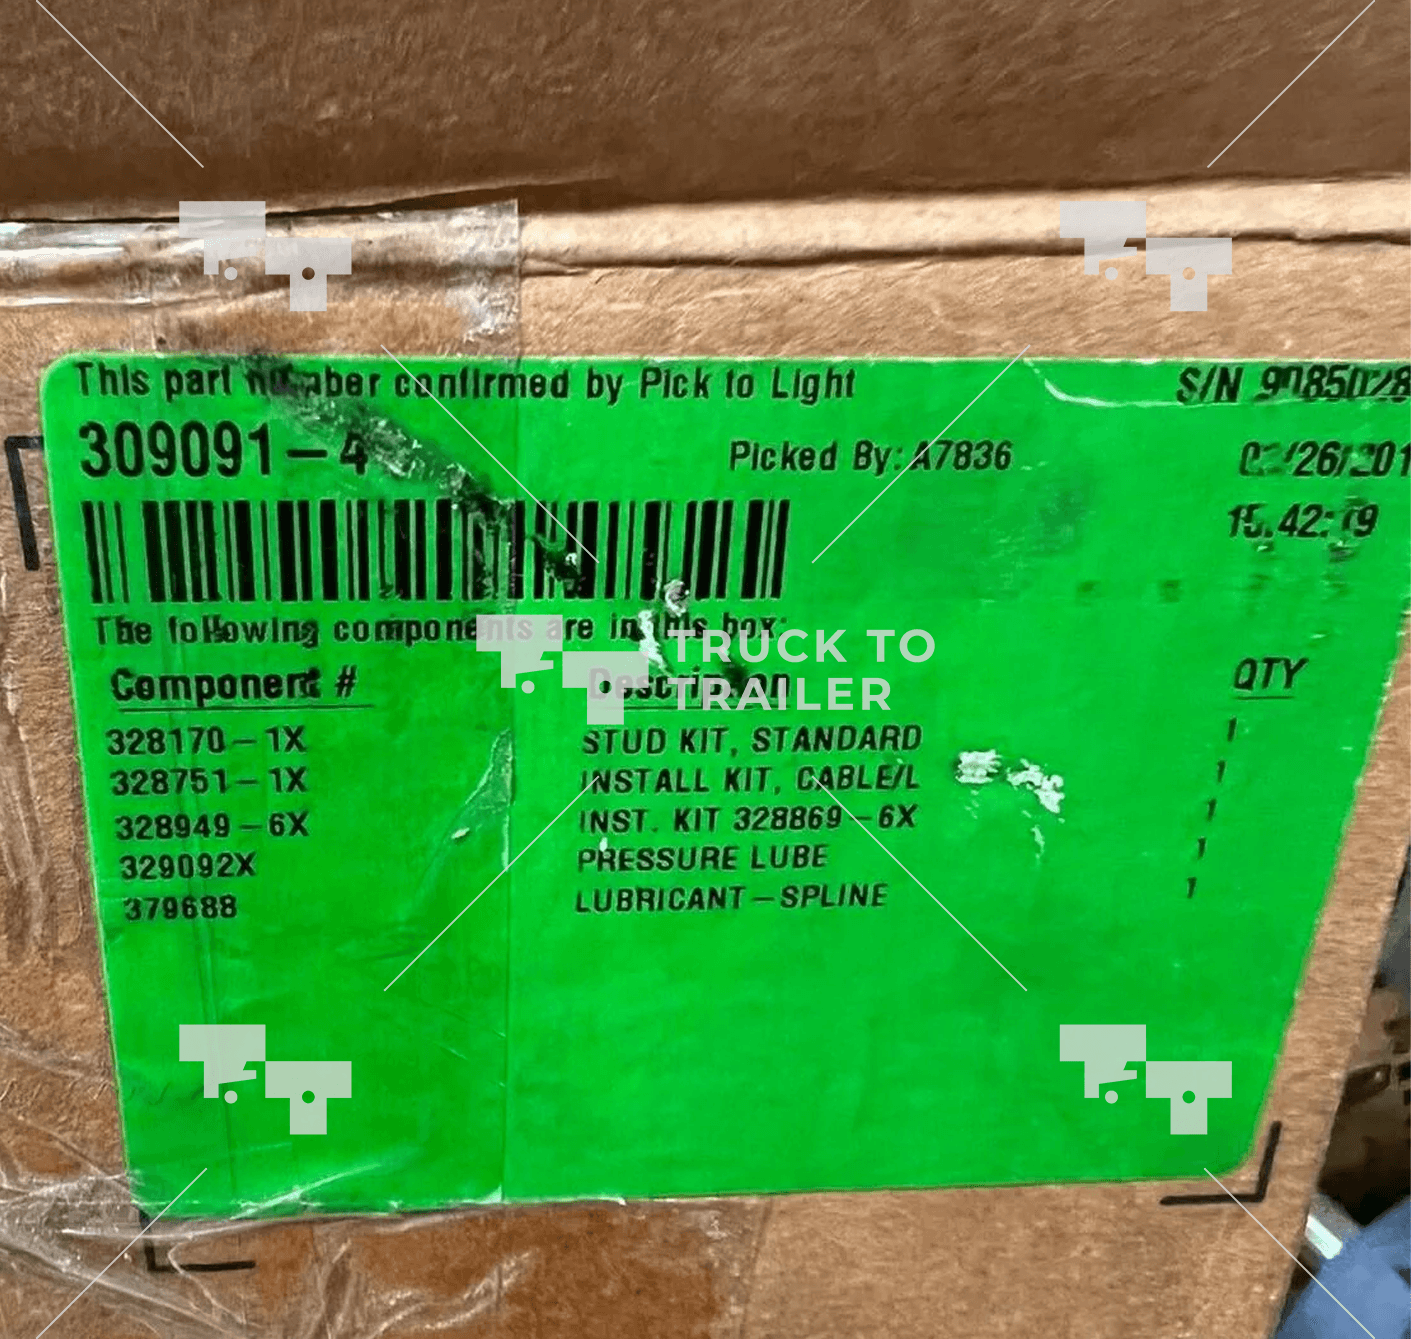 This part number confirmed by Pick to Light
S/N
309091-4
Picked By: A7836
15:42:
The following components are in this box:
Component # Description QTY
328170-1X STUD KIT, STANDARD 1
328751-1X INSTALL KIT, CABLE/L 1
328949-6X INST. KIT 328869-6X 1
329092X PRESSURE LUBE 1
379688 LUBRICANT-SPLINE 1
TRUCK TO
TRAILER